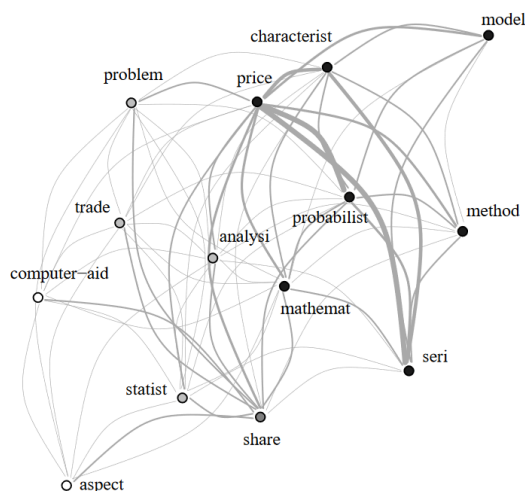 model
characterist
problem
price
trade
probabilist
method
analysi
computer-aid
mathemat
seri
statist
share
aspect